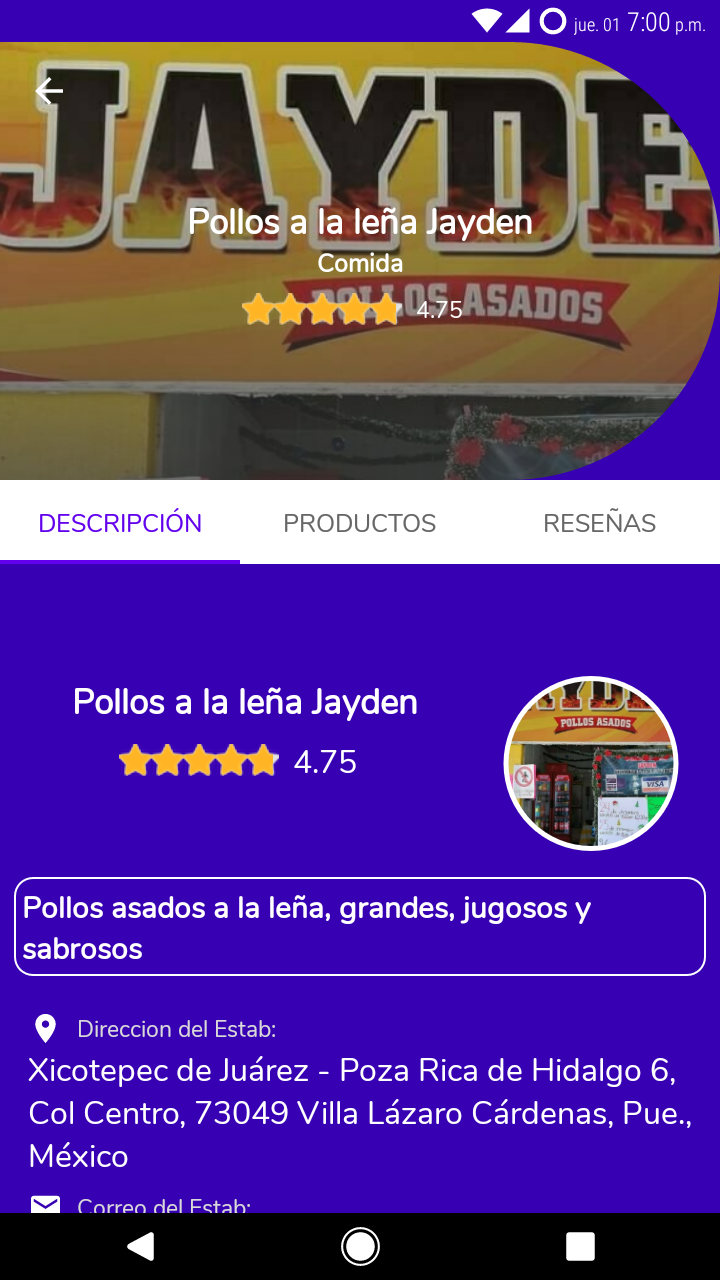 jue. 01 7:00 p.m.
JAYDE
Pollos a la leña Jayden
Comida
POLLOS ASADOS
4.75
DESCRIPCIÓN PRODUCTOS RESEÑAS
Pollos a la leña Jayden
4.75
JAYDE
POLLOS ASADOS
VISA
Pollos asados a la leña, grandes, jugosos y
sabrosos
Direccion del Estab:
Xicotepec de Juárez - Poza Rica de Hidalgo 6,
Col Centro, 73049 Villa Lázaro Cárdenas, Pue.,
México
Correo del Estab: